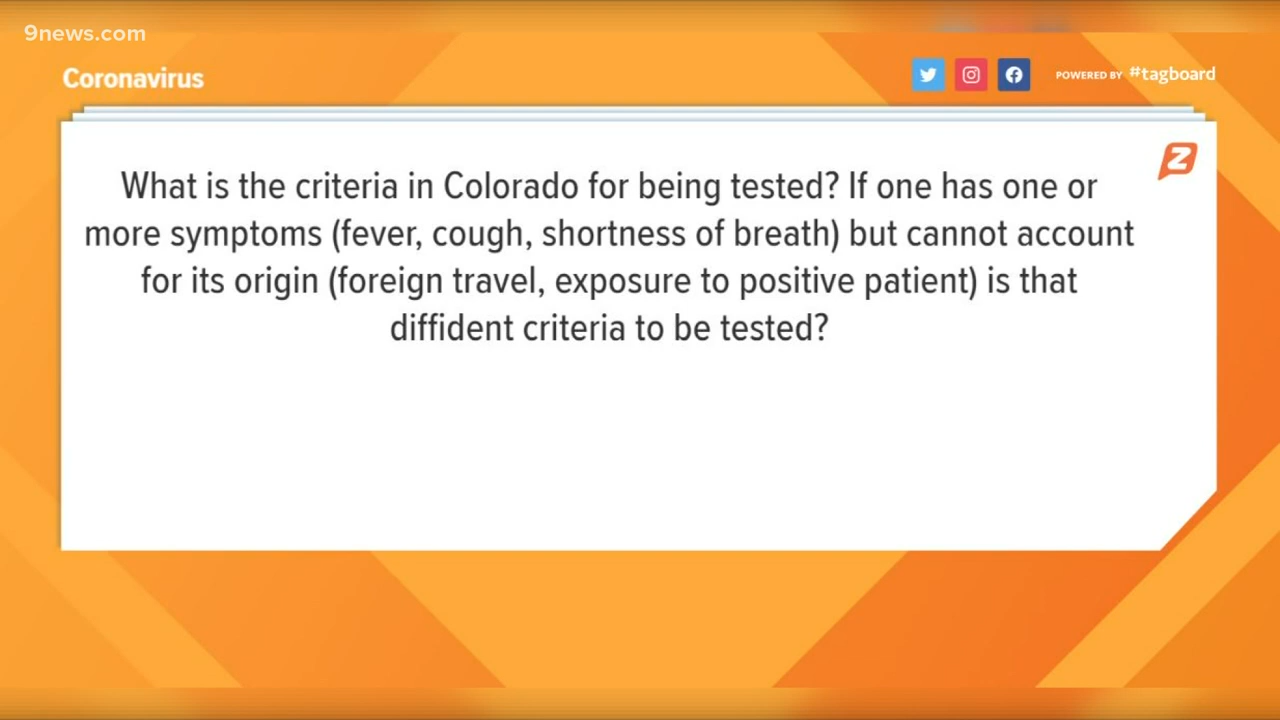 9news.com
Coronavirus
POWERED BY #tagboard
Z
What is the criteria in Colorado for being tested? If one has one or
more symptoms (fever, cough, shortness of breath) but cannot account
for its origin (foreign travel, exposure to positive patient) is that
diffident criteria to be tested?